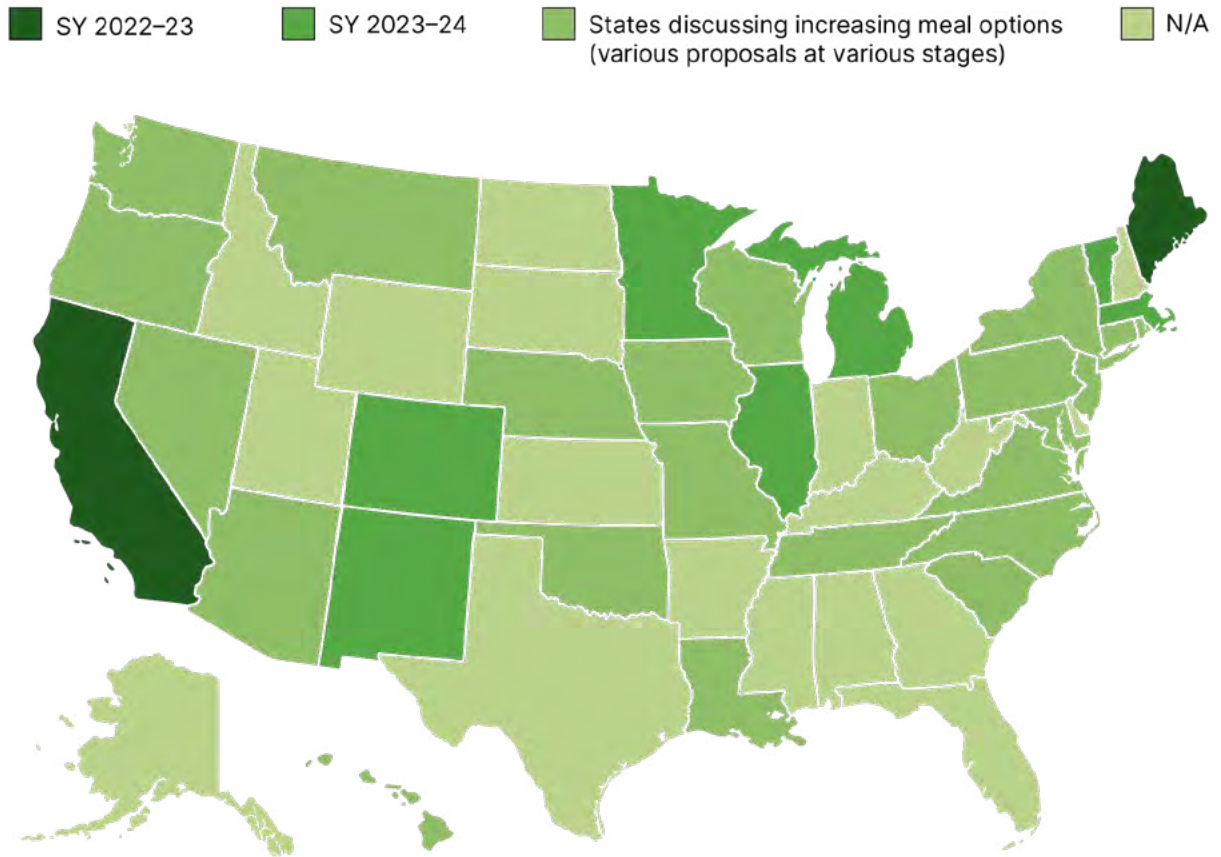 SY 2022–23
SY 2023–24
States discussing increasing meal options
(various proposals at various stages)
N/A